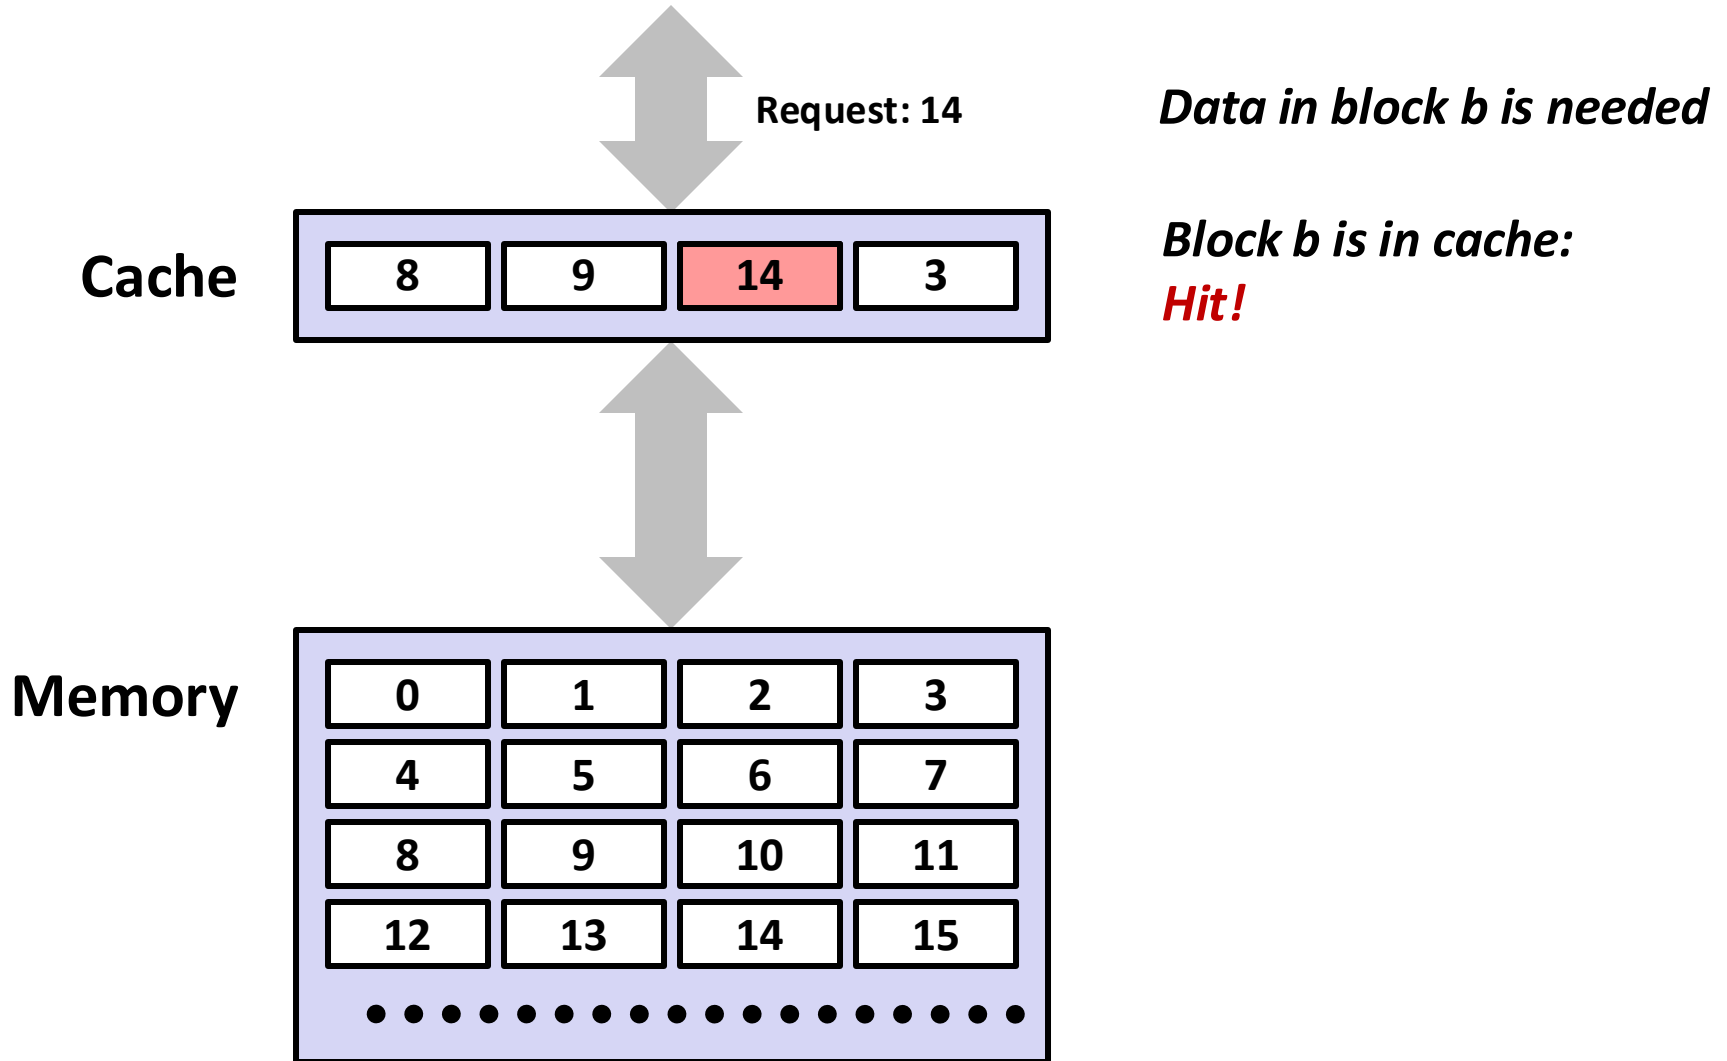 Request: 14
Data in block b is needed
Cache
8 9 14 3
Block b is in cache:
Hit!
Memory
0 1 2 3
4 5 6 7
8 9 10 11
12 13 14 15